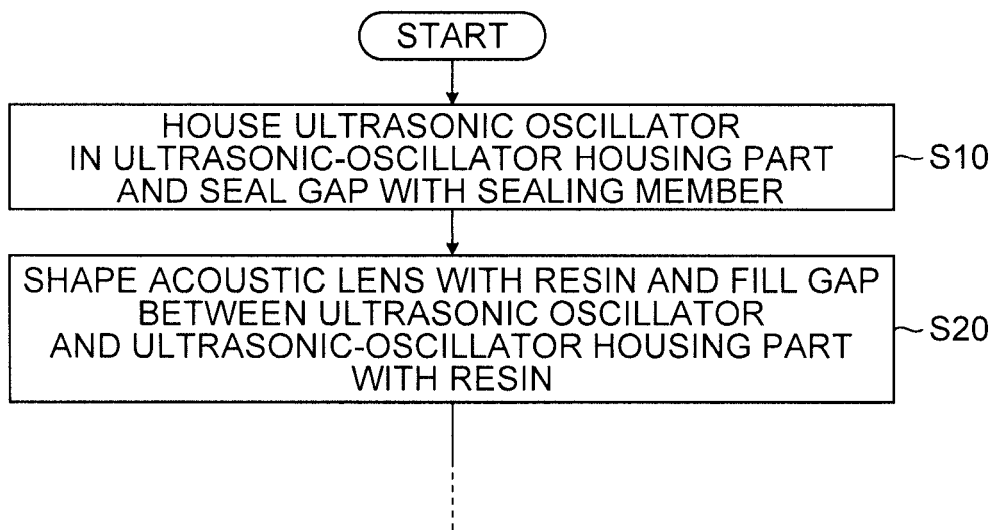 START
HOUSE ULTRASONIC OSCILLATOR
IN ULTRASONIC-OSCILLATOR HOUSING PART
AND SEAL GAP WITH SEALING MEMBER
S10
SHAPE ACOUSTIC LENS WITH RESIN AND FILL GAP
BETWEEN ULTRASONIC OSCILLATOR
AND ULTRASONIC-OSCILLATOR HOUSING PART
WITH RESIN
S20